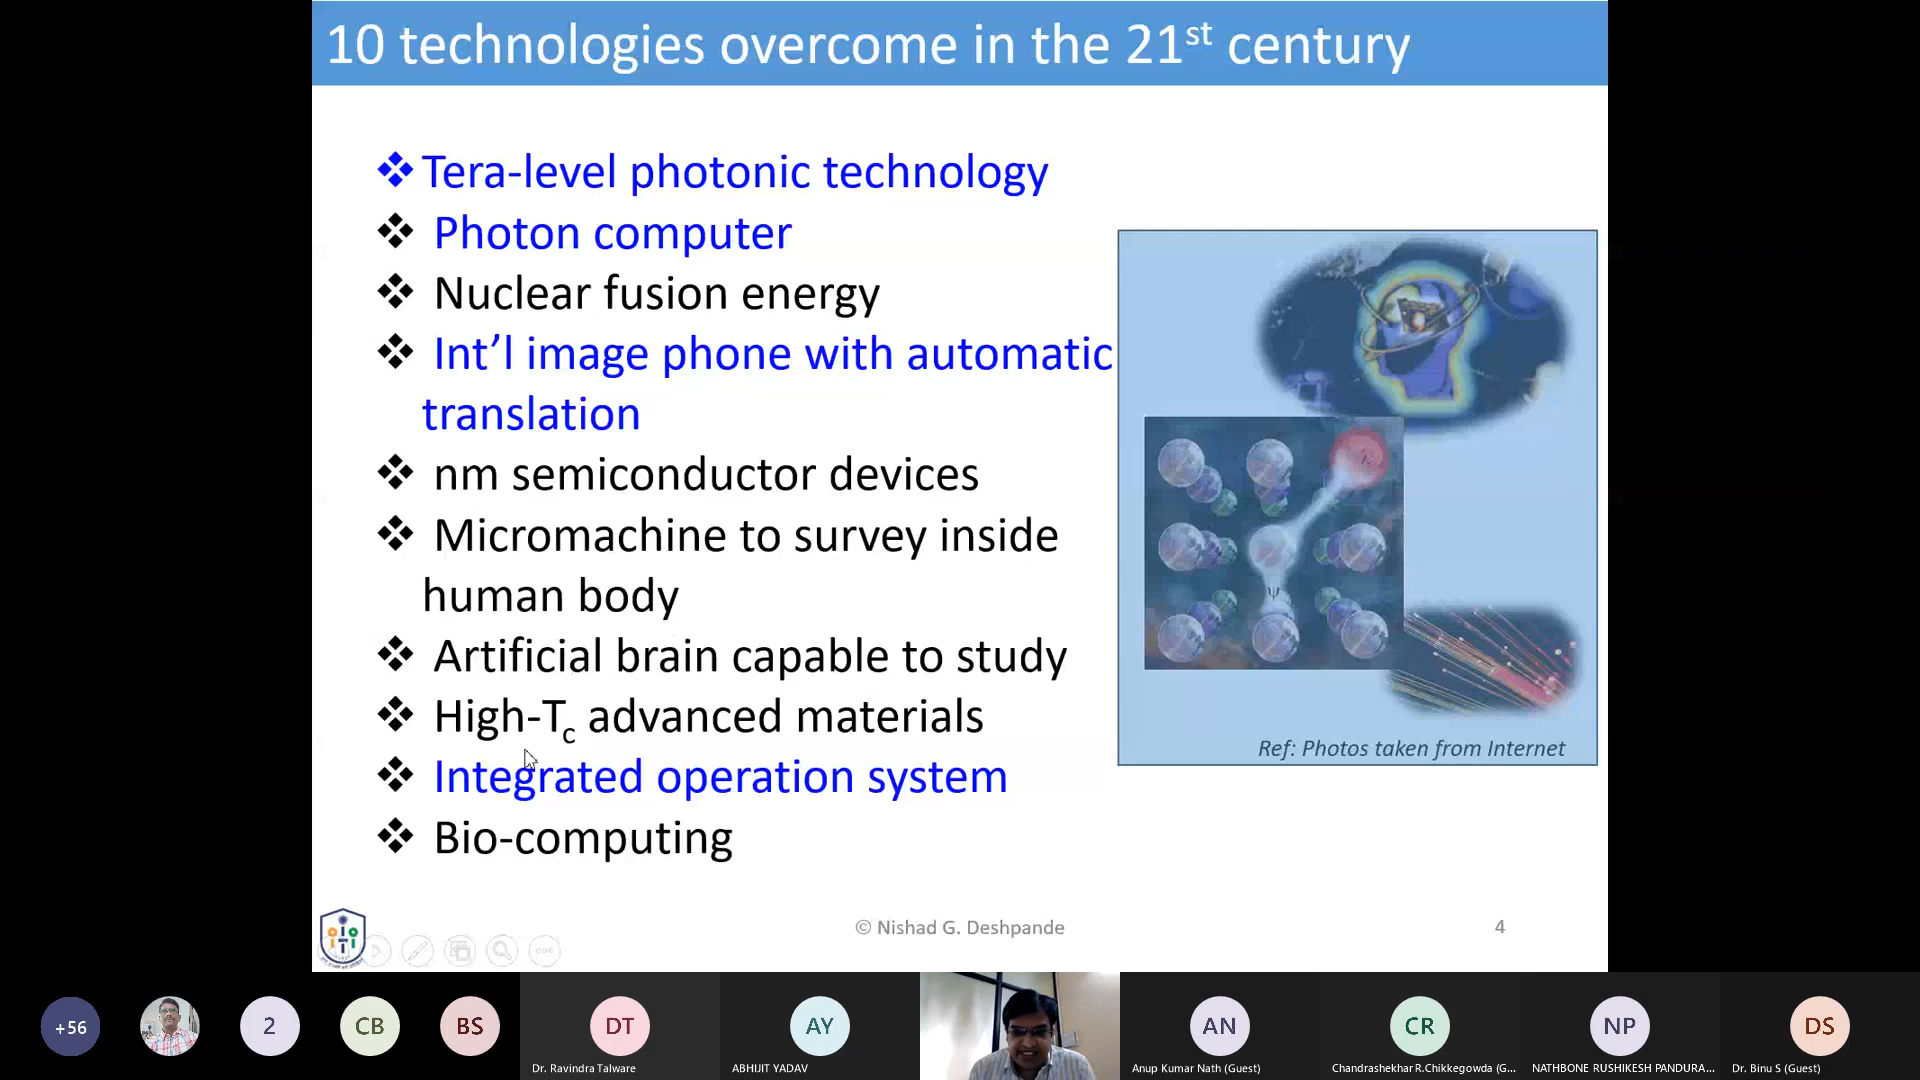 10 technologies overcome in the 21st century
❖ Tera-level photonic technology
❖ Photon computer
❖ Nuclear fusion energy
❖ Int’l image phone with automatic
translation
❖ nm semiconductor devices
❖ Micromachine to survey inside
human body
❖ Artificial brain capable to study
❖ High-Tc advanced materials
❖ Integrated operation system
❖ Bio-computing
Ψ
Ref: Photos taken from Internet
© Nishad G. Deshpande
4
+56
2
CB
BS
DT
AY
AN
CR
NP
DS
Dr. Ravindra Talware
ABHIJIT YADAV
Anup Kumar Nath (Guest)
Chandrashekhar R.Chikkegowda (G...
NATHBONE RUSHIKESH PANDURA...
Dr. Binu S (Guest)